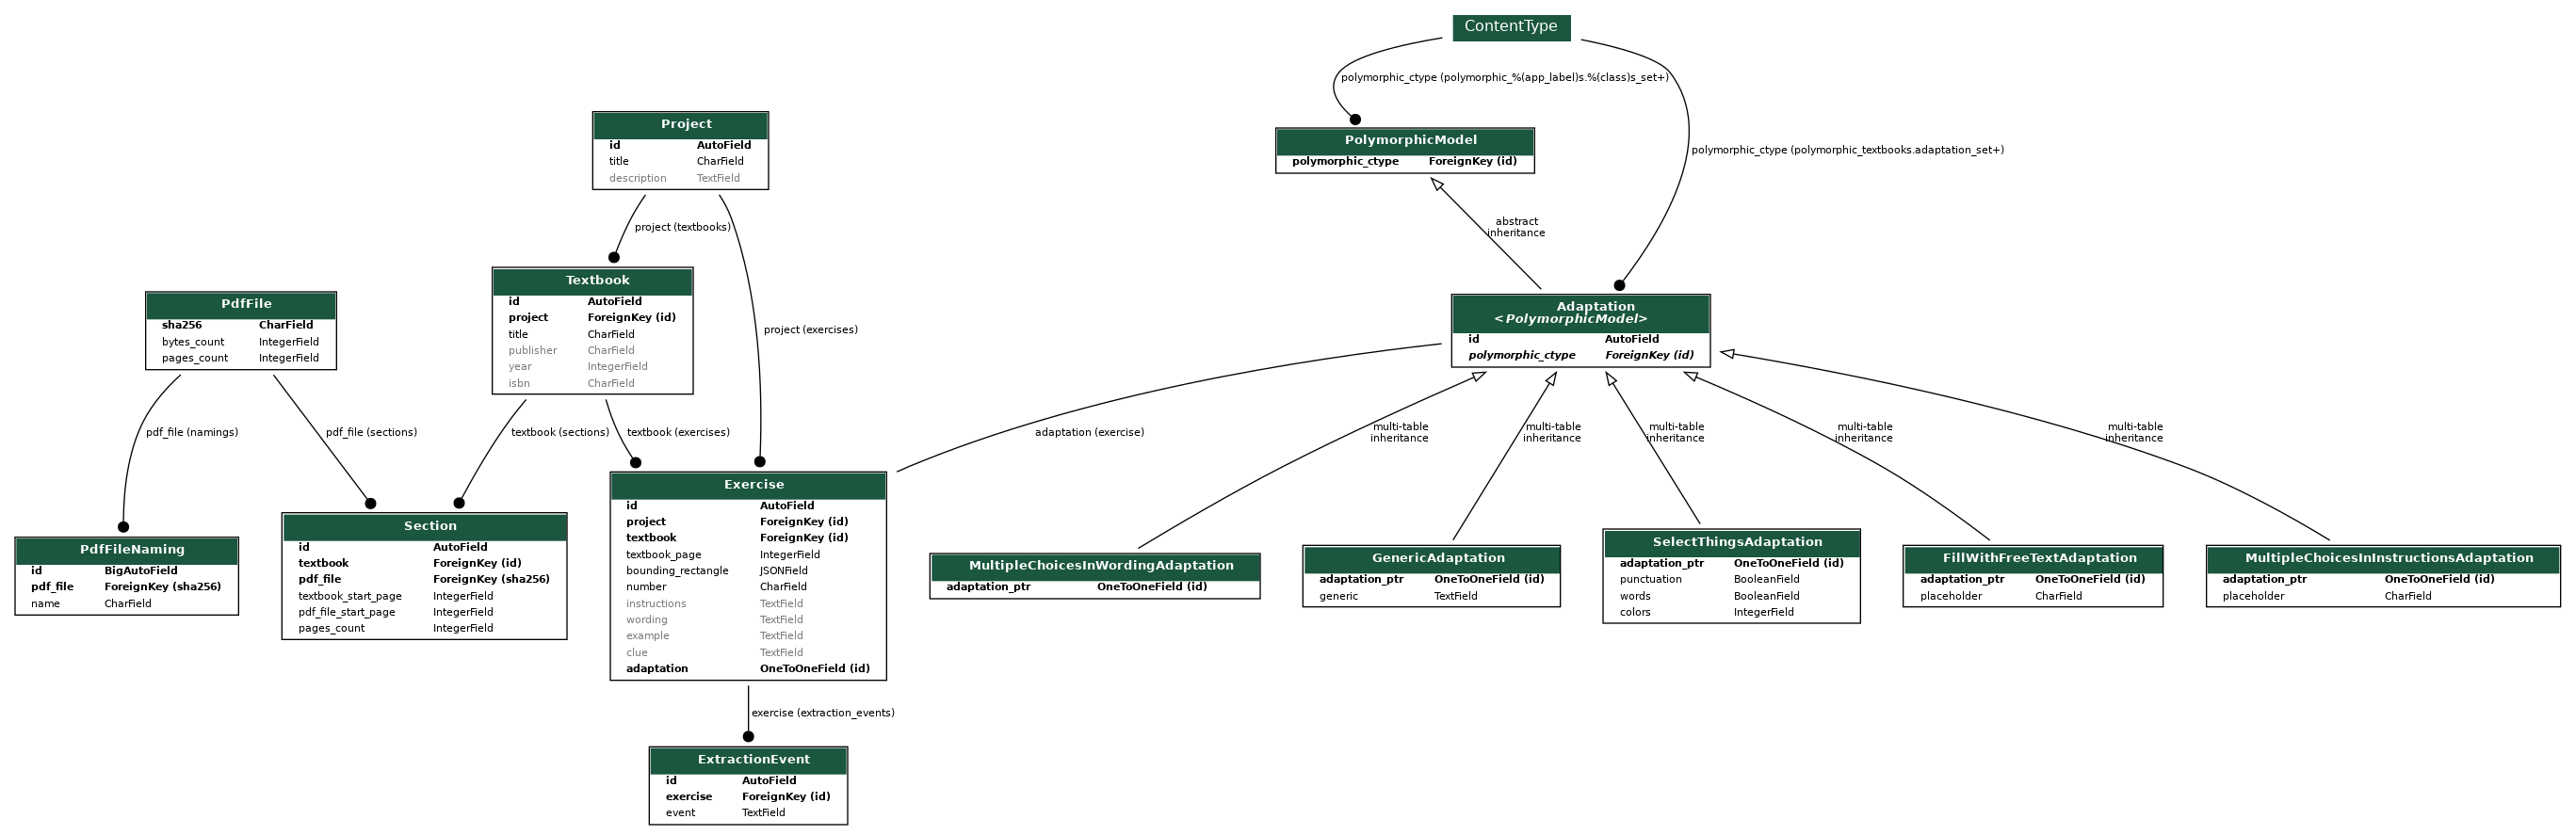 ContentType
polymorphic_ctype (polymorphic_%(app_label)s.%(class)s_set+)
polymorphic_ctype (polymorphic_textbooks.adaptation_set+)
Project
id AutoField
title CharField
description TextField
PolymorphicModel
polymorphic_ctype ForeignKey (id)
project (textbooks)
project (exercises)
abstract
inheritance
PdfFile
sha256 CharField
bytes_count IntegerField
pages_count IntegerField
Textbook
id AutoField
project ForeignKey (id)
title CharField
publisher CharField
year IntegerField
isbn CharField
Adaptation
<PolymorphicModel>
id AutoField
polymorphic_ctype ForeignKey (id)
pdf_file (namings)
pdf_file (sections)
textbook (sections)
textbook (exercises)
adaptation (exercise)
multi-table
inheritance
multi-table
inheritance
multi-table
inheritance
multi-table
inheritance
multi-table
inheritance
PdfFileNaming
id BigAutoField
pdf_file ForeignKey (sha256)
name CharField
Section
id AutoField
textbook ForeignKey (id)
pdf_file ForeignKey (sha256)
textbook_start_page IntegerField
pdf_file_start_page IntegerField
pages_count IntegerField
Exercise
id AutoField
project ForeignKey (id)
textbook ForeignKey (id)
textbook_page IntegerField
bounding_rectangle JSONField
number CharField
instructions TextField
wording TextField
example TextField
clue TextField
adaptation OneToOneField (id)
MultipleChoicesInWordingAdaptation
adaptation_ptr OneToOneField (id)
GenericAdaptation
adaptation_ptr OneToOneField (id)
generic TextField
SelectThingsAdaptation
adaptation_ptr OneToOneField (id)
punctuation BooleanField
words BooleanField
colors IntegerField
FillWithFreeTextAdaptation
adaptation_ptr OneToOneField (id)
placeholder CharField
MultipleChoicesInInstructionsAdaptation
adaptation_ptr OneToOneField (id)
placeholder CharField
exercise (extraction_events)
ExtractionEvent
id AutoField
exercise ForeignKey (id)
event TextField